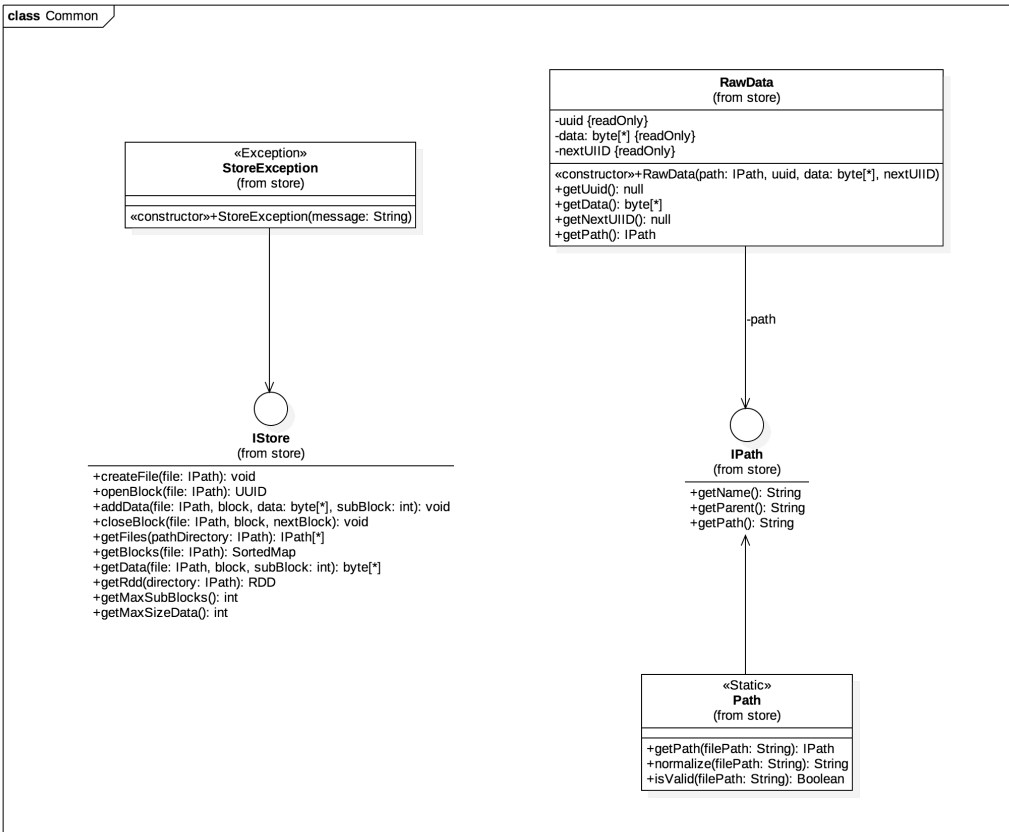 class Common
«Exception»
StoreException
(from store)
«constructor»+StoreException(message: String)
IStore
(from store)
+createFile(file: IPath): void
+openBlock(file: IPath): UUID
+addData(file: IPath, block, data: byte[*], subBlock: int): void
+closeBlock(file: IPath, block, nextBlock): void
+getFiles(pathDirectory: IPath): IPath[*]
+getBlocks(file: IPath): SortedMap
+getData(file: IPath, block, subBlock: int): byte[*]
+getRdd(directory: IPath): RDD
+getMaxSubBlocks(): int
+getMaxSizeData(): int
RawData
(from store)
-uuid {readOnly}
-data: byte[*] {readOnly}
-nextUIID {readOnly}
«constructor»+RawData(path: IPath, uuid, data: byte[*], nextUIID)
+getUuid(): null
+getData(): byte[*]
+getNextUIID(): null
+getPath(): IPath
-path
IPath
(from store)
+getName(): String
+getParent(): String
+getPath(): String
«Static»
Path
(from store)
+getPath(filePath: String): IPath
+normalize(filePath: String): String
+isValid(filePath: String): Boolean